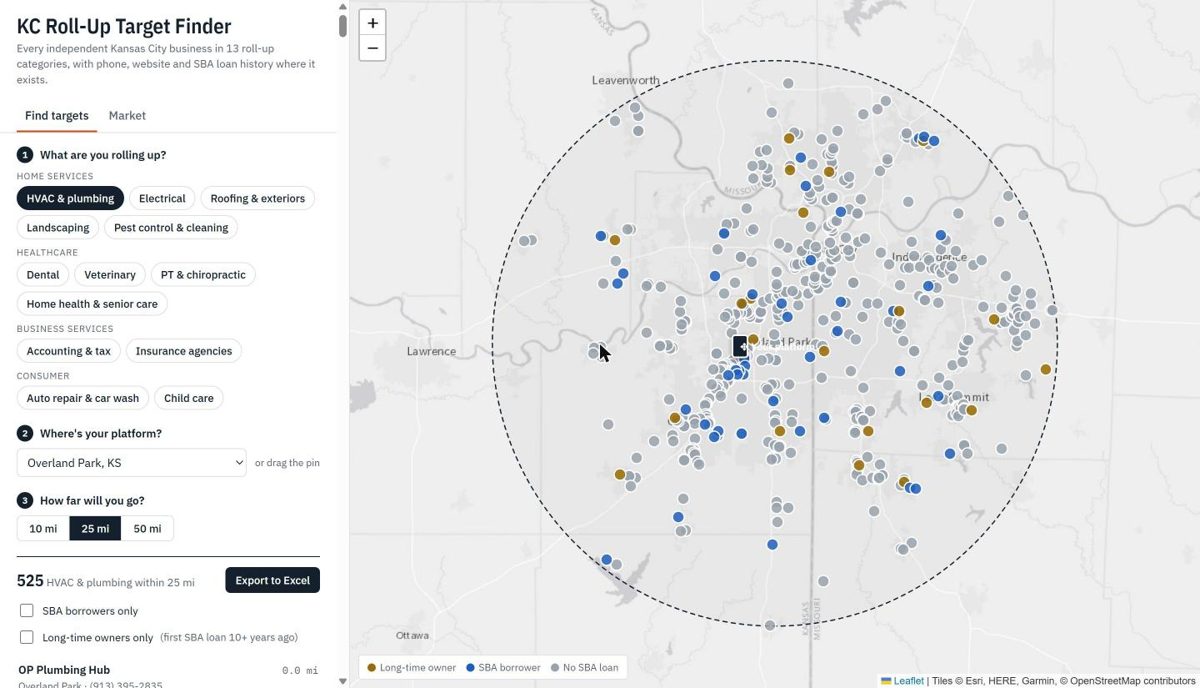 KC Roll-Up Target Finder
Every independent Kansas City business in 13 roll-up
categories, with phone, website and SBA loan history where it
exists.
Find targets
Market
1 What are you rolling up?
HOME SERVICES
HVAC & plumbing
Electrical
Roofing & exteriors
Landscaping
Pest control & cleaning
HEALTHCARE
Dental
Veterinary
PT & chiropractic
Home health & senior care
BUSINESS SERVICES
Accounting & tax
Insurance agencies
CONSUMER
Auto repair & car wash
Child care
2 Where's your platform?
Overland Park, KS
or drag the pin
3 How far will you go?
10 mi
25 mi
50 mi
525 HVAC & plumbing within 25 mi
Export to Excel
SBA borrowers only
Long-time owners only (first SBA loan 10+ years ago)
OP Plumbing Hub
0.0 mi
Overland Park · (913) 395-2835
+
−
KANSAS
Leavenworth
Lawrence
Ottawa
KANSAS
MISSOURI
Long-time owner
SBA borrower
No SBA loan
Leaflet | Tiles © Esri, HERE, Garmin, © OpenStreetMap contributors